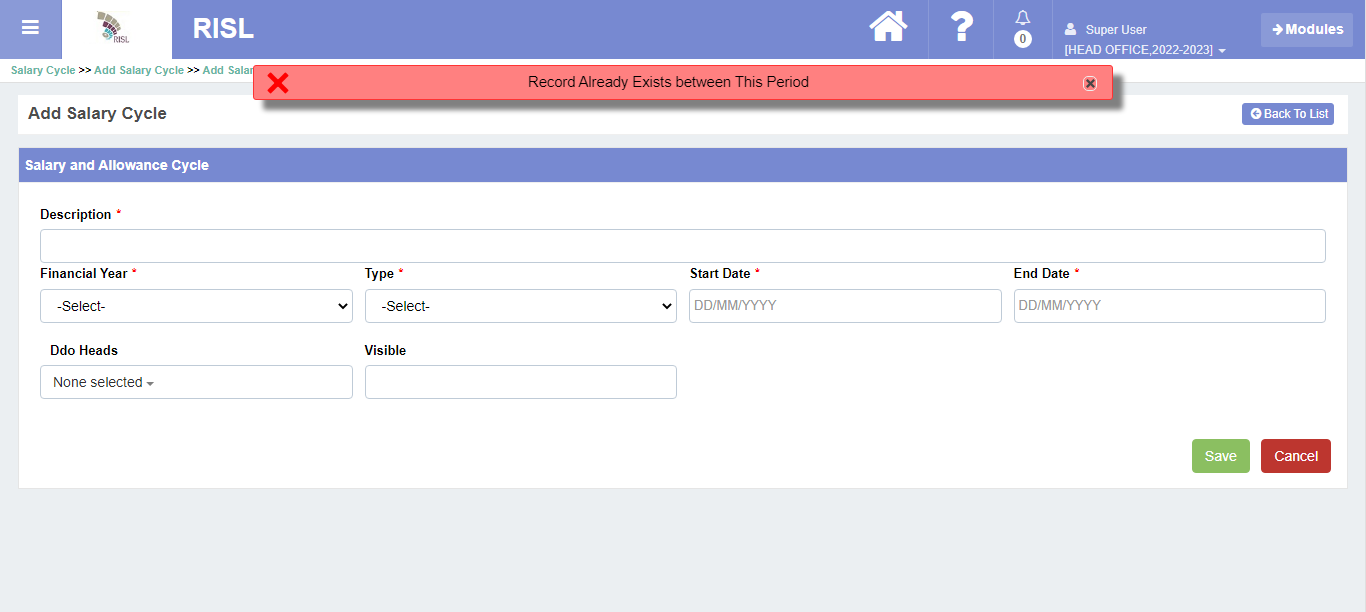 RISL
RISL
0
Super User
[HEAD OFFICE,2022-2023]
Modules
Salary Cycle >> Add Salary Cycle >> Add Salar
Record Already Exists between This Period
Add Salary Cycle
Back To List
Salary and Allowance Cycle
Description *
Financial Year * Type * Start Date * End Date *
-Select- -Select- DD/MM/YYYY DD/MM/YYYY
Ddo Heads Visible
None selected
Save Cancel